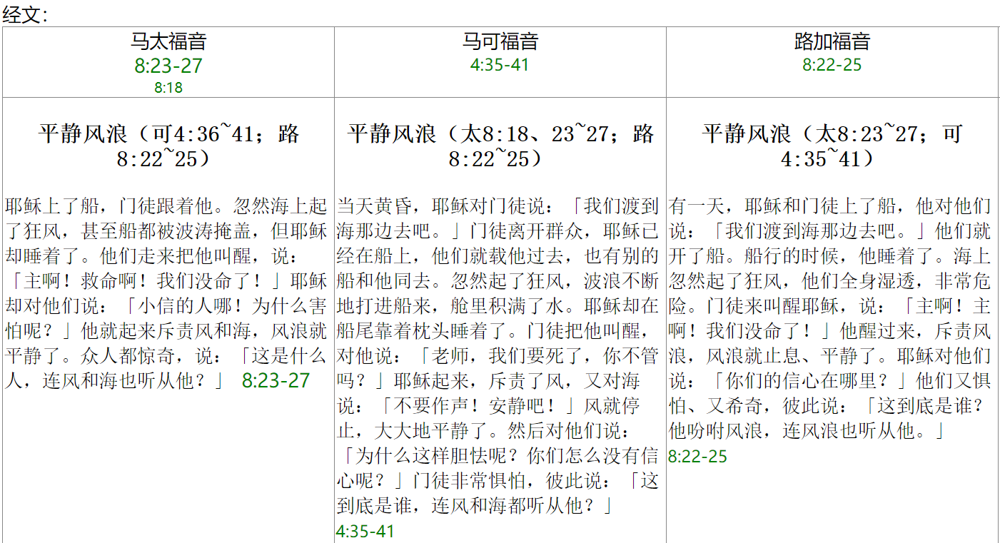 经文：
马太福音
8:23-27
8:18
马可福音
4:35-41
路加福音
8:22-25
平静风浪（可4:36~41；路
8:22~25）
耶稣上了船，门徒跟着他。忽然海上起
了狂风，甚至船都被波涛掩盖，但耶稣
却睡着了。他们走来把他叫醒，说：
「主啊！救命啊！我们没命了！」耶稣
却对他们说：「小信的人哪！为什么害
怕呢？」他就起来斥责风和海，风浪就
平静了。众人都惊奇，说：「这是什么
人，连风和海也听从他？」 8:23-27
平静风浪（太8:18、23~27；路
8:22~25）
当天黄昏，耶稣对门徒说：「我们渡到
海那边去吧。」门徒离开群众，耶稣已
经在船上，他们就载他过去，也有别的
船和他同去。忽然起了狂风，波浪不断
地打进船来，舱里积满了水。耶稣却在
船尾靠着枕头睡着了。门徒把他叫醒，
对他说：「老师，我们要死了，你不管
吗？」耶稣起来，斥责了风，又对海
说：「不要作声！安静吧！」风就停
止，大大地平静了。然后对他们说：
「为什么这样胆怯呢？你们怎么没有信
心呢？」门徒非常惧怕，彼此说：「这
到底是谁，连风和海都听从他？」
4:35-41
平静风浪（太8:23~27；可
4:35~41）
有一天，耶稣和门徒上了船，他对他们
说：「我们渡到海那边去吧。」他们就
开了船。船行的时候，他睡着了。海上
忽然起了狂风，他们全身湿透，非常危
险。门徒来叫醒耶稣，说：「主啊！主
啊！我们没命了！」他醒过来，斥责风
浪，风浪就止息、平静了。耶稣对他们
说：「你们的信心在哪里？」他们又惧
怕、又希奇，彼此说：「这到底是谁？
他吩咐风浪，连风浪也听从他。」
8:22-25